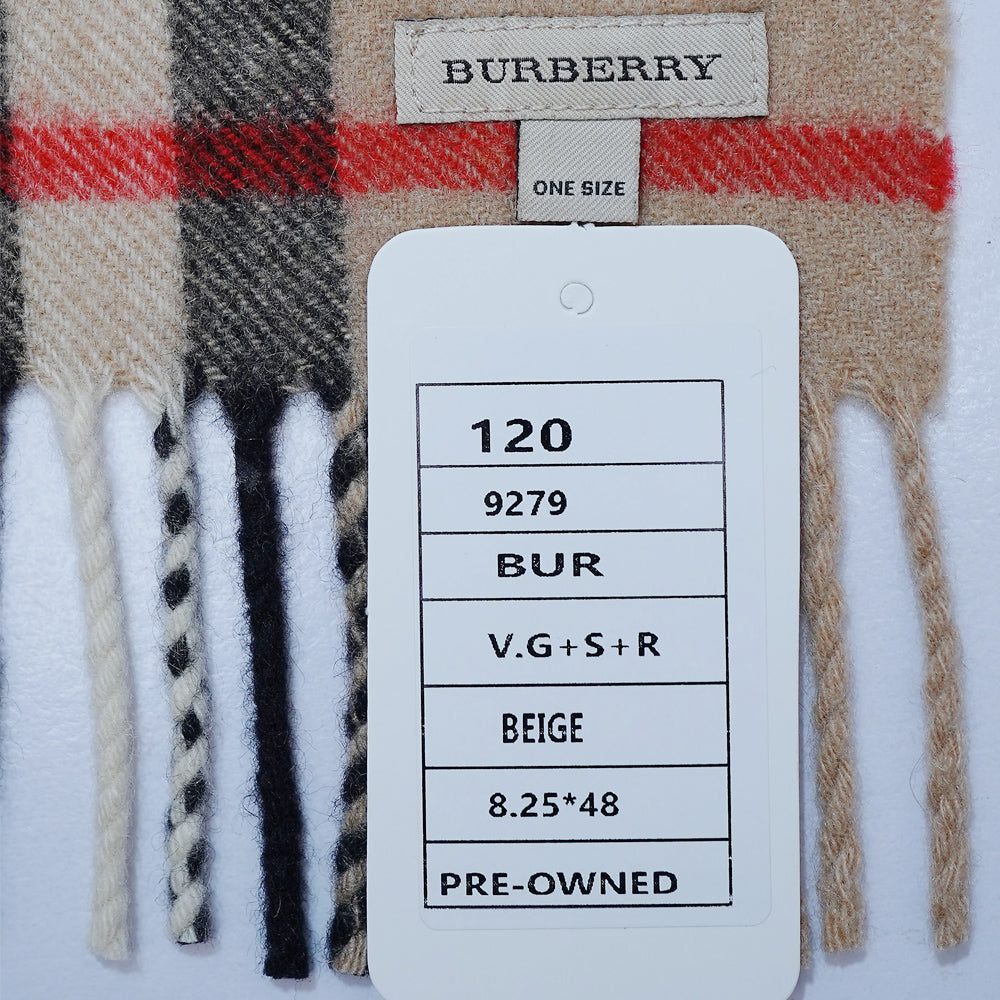 BURBERRY
ONE SIZE
120
9279
BUR
V.G+S+R
BEIGE
8.25*48
PRE-OWNED